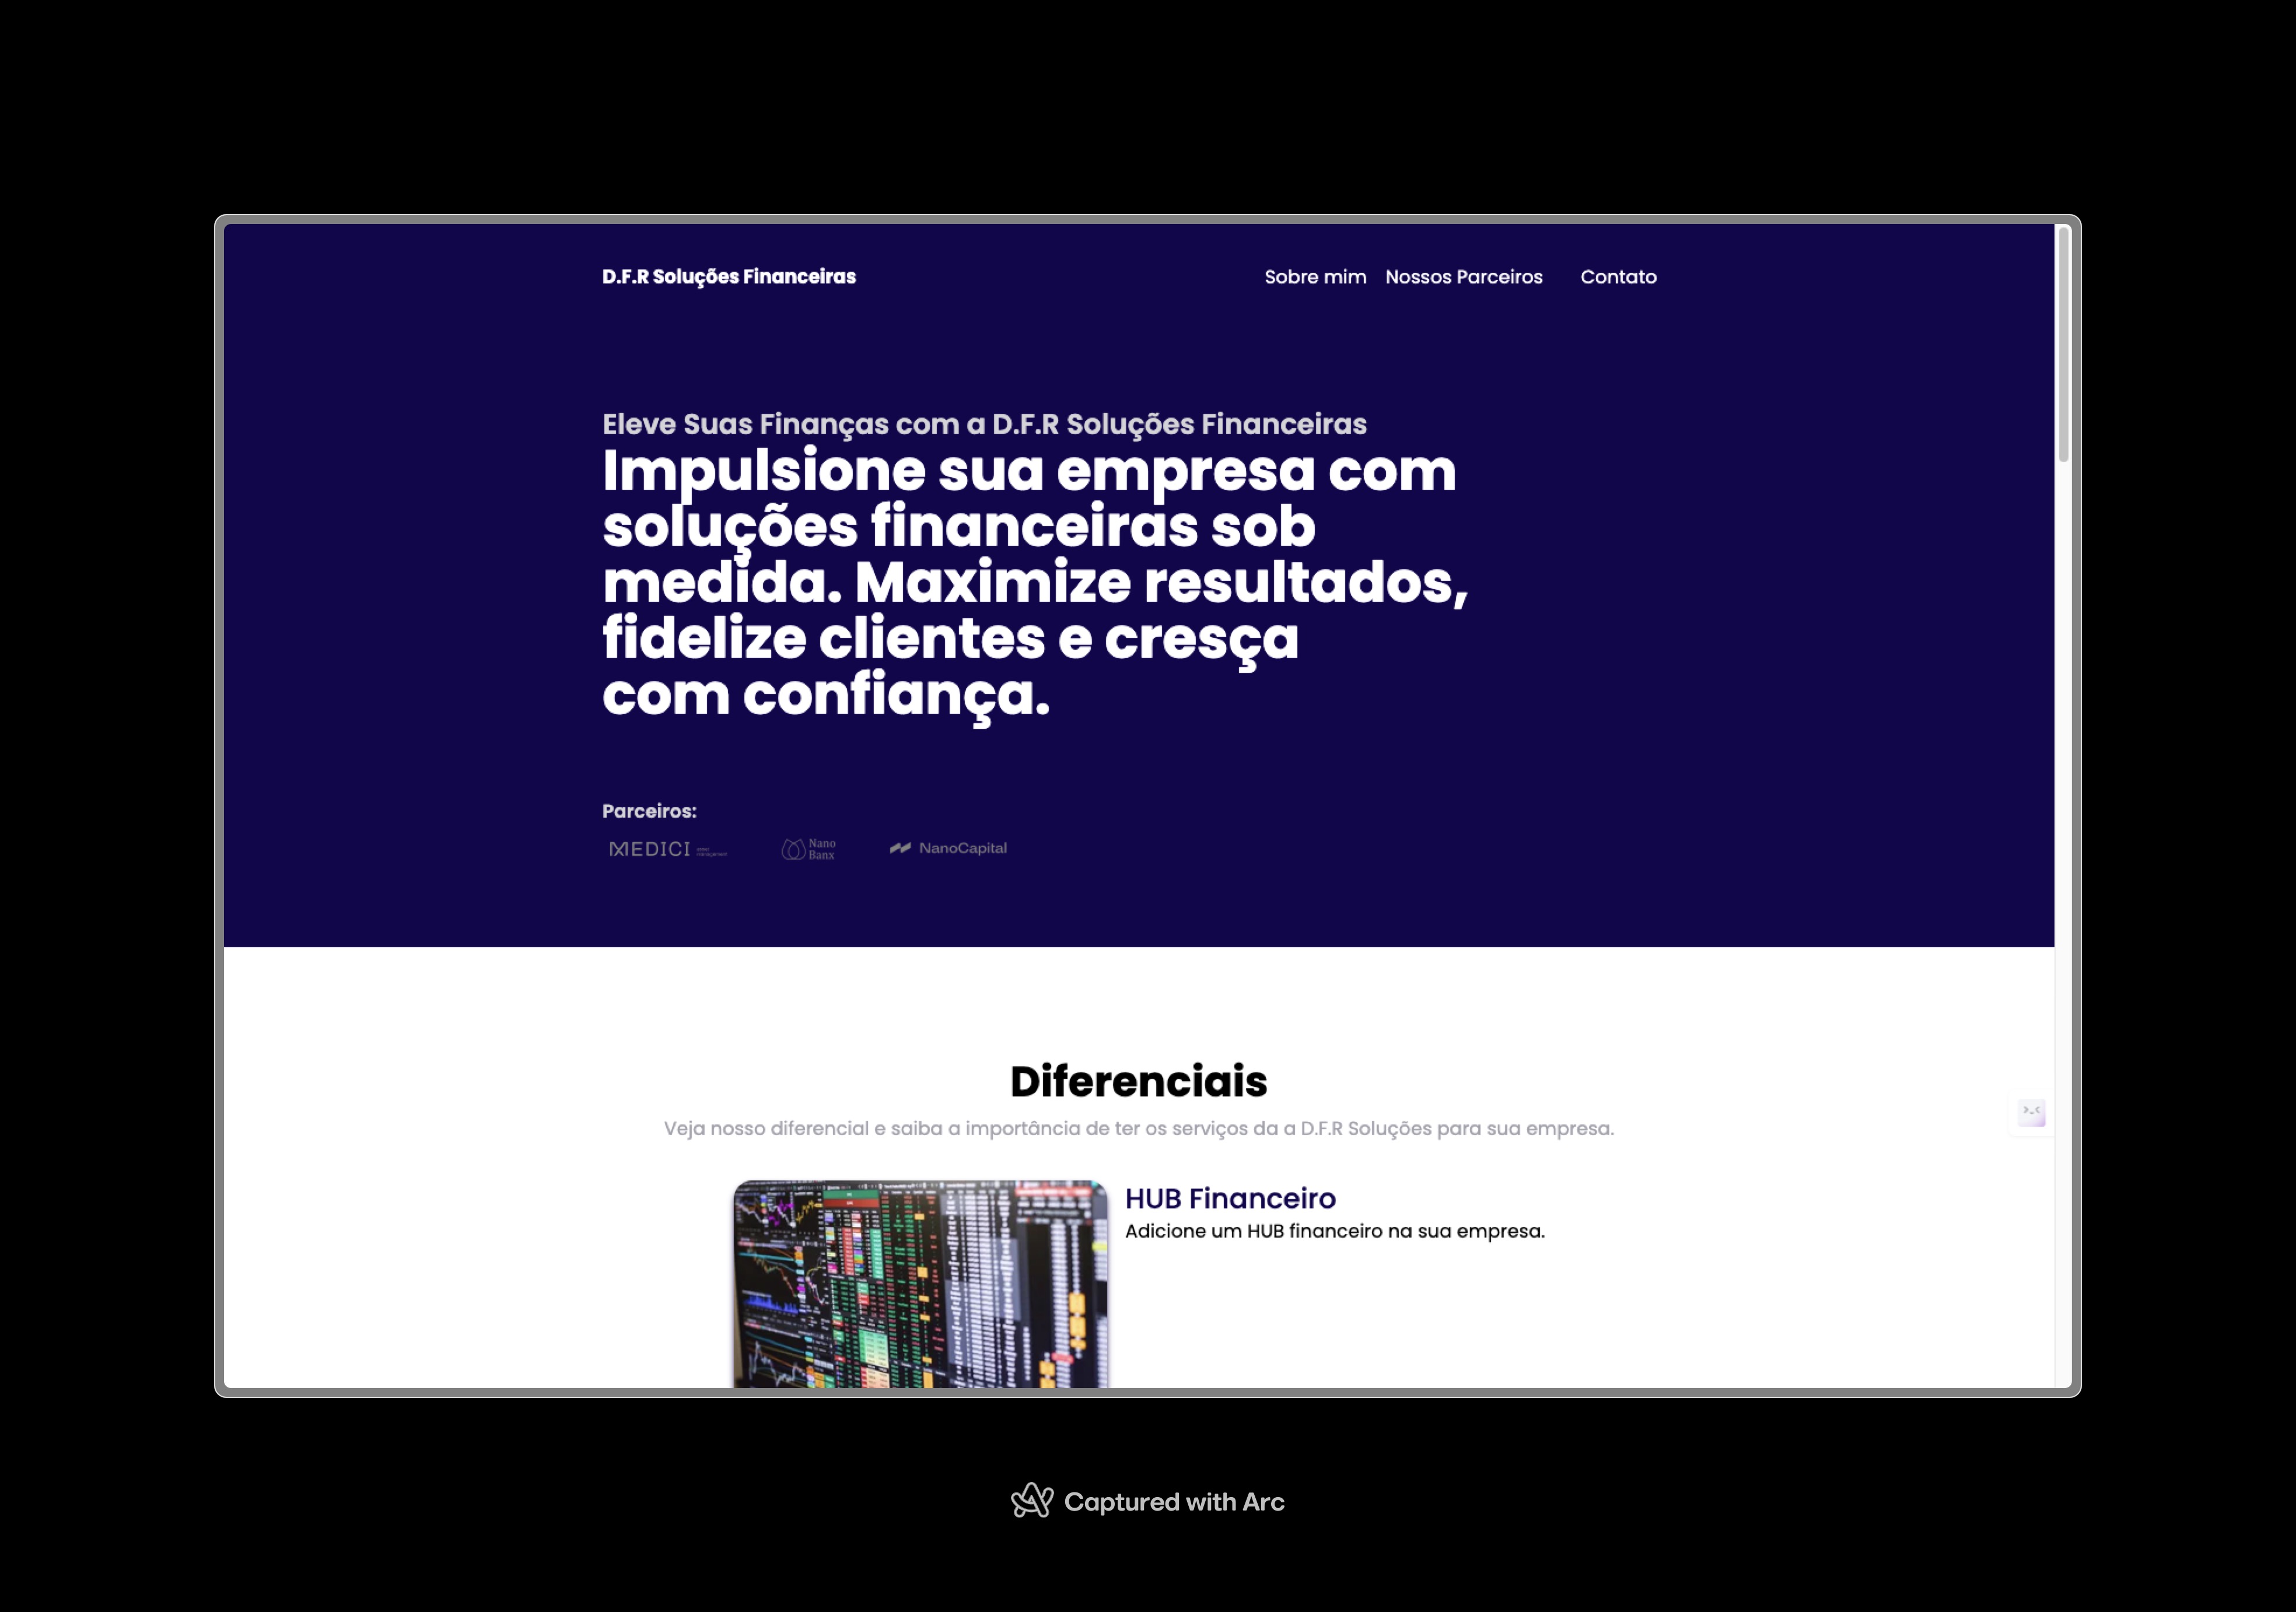 D.F.R Soluções Financeiras
Sobre mim Nossos Parceiros Contato
Eleve Suas Finanças com a D.F.R Soluções Financeiras
Impulsione sua empresa com
soluções financeiras sob
medida. Maximize resultados,
fidelize clientes e cresça
com confiança.
Parceiros:
MEDICI
Nano
Banx
NanoCapital
Diferenciais
Veja nosso diferencial e saiba a importância de ter os serviços da a D.F.R Soluções para sua empresa.
HUB Financeiro
Adicione um HUB financeiro na sua empresa.
Captured with Arc